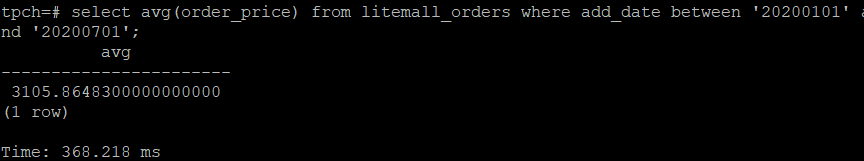 tpch=# select avg(order_price) from litemall_orders where add_date between '20200101' a
nd '20200701';
          avg
-----------------------
 3105.8648300000000000
(1 row)

Time: 368.218 ms